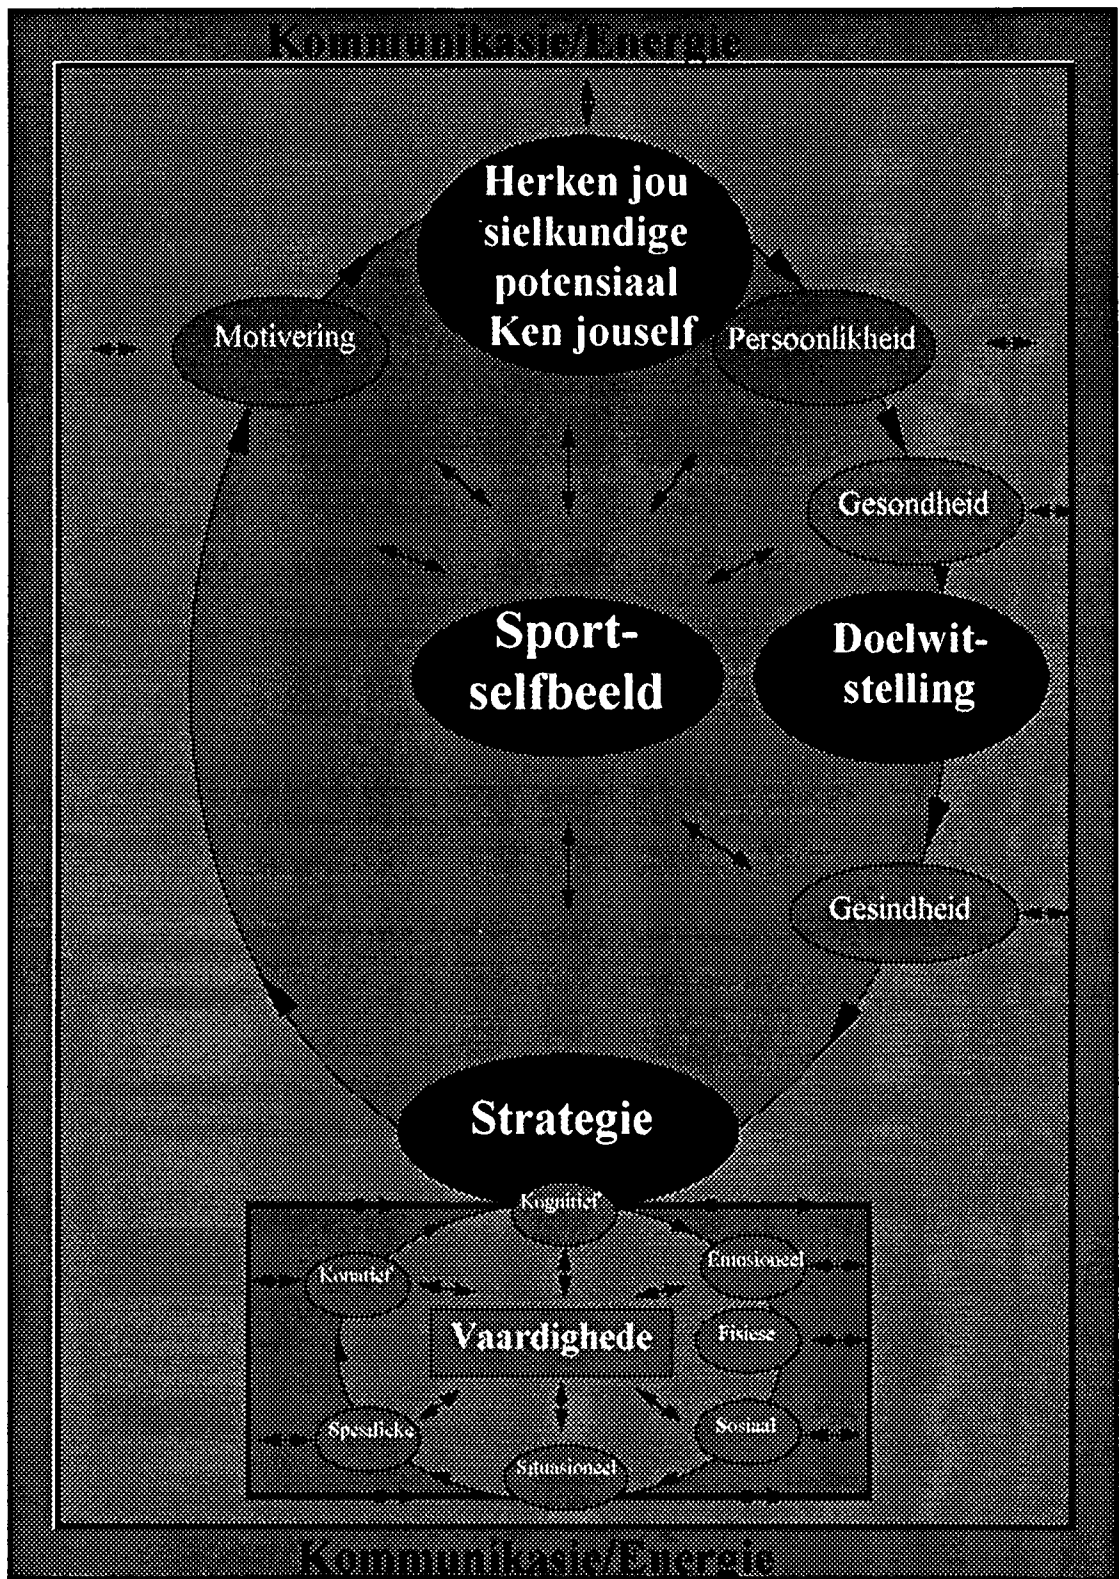 Kommunikasie/Energie
Herken jou
sielkundige
potensiaal
Ken jouself
Motivering
Persoonlikheid
Gesondheid
Sport-
selfbeeld
Doelwit-
stelling
Gesindheid
Strategie
Kognitief
Konatief
Emosioneel
Vaardighede
Fisiese
Spesifieke
Sosiaal
Situasioneel
Kommunikasie/Energie